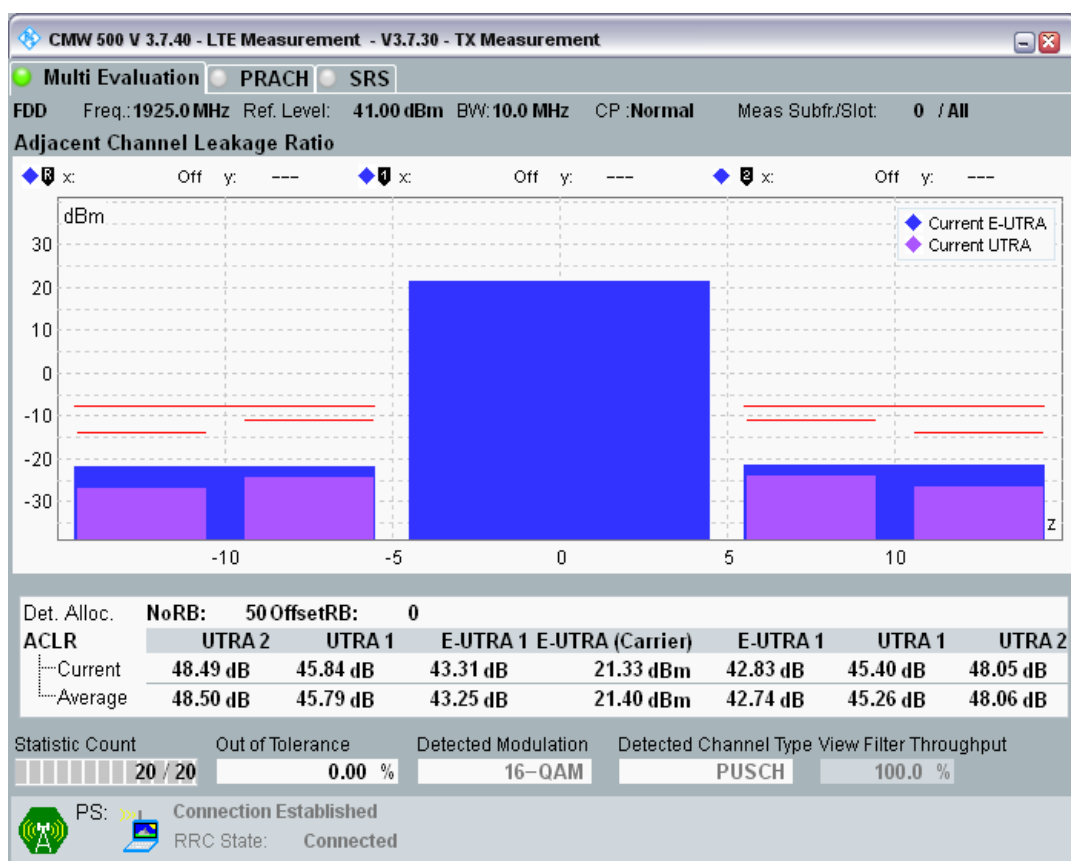 CMW 500 V 3.7.40 - LTE Measurement - V3.7.30 - TX Measurement
Multi Evaluation PRACH SRS
FDD Freq.: 1925.0 MHz Ref. Level: 41.00 dBm BW: 10.0 MHz CP : Normal Meas Subfr./Slot: 0 / All
Adjacent Channel Leakage Ratio
R x: Off y: --- 1 x: Off y: --- 2 x: Off y: ---
dBm
Current E-UTRA
Current UTRA
30
20
10
0
-10
-20
-30
z
-10 -5 0 5 10
Det. Alloc. NoRB: 50 OffsetRB: 0
ACLR UTRA 2 UTRA 1 E-UTRA 1 E-UTRA (Carrier) E-UTRA 1 UTRA 1 UTRA 2
Current 48.49 dB 45.84 dB 43.31 dB 21.33 dBm 42.83 dB 45.40 dB 48.05 dB
Average 48.50 dB 45.79 dB 43.25 dB 21.40 dBm 42.74 dB 45.26 dB 48.06 dB
Statistic Count Out of Tolerance Detected Modulation Detected Channel Type View Filter Throughput
20 / 20 0.00 % 16-QAM PUSCH 100.0 %
PS: Connection Established
RRC State: Connected